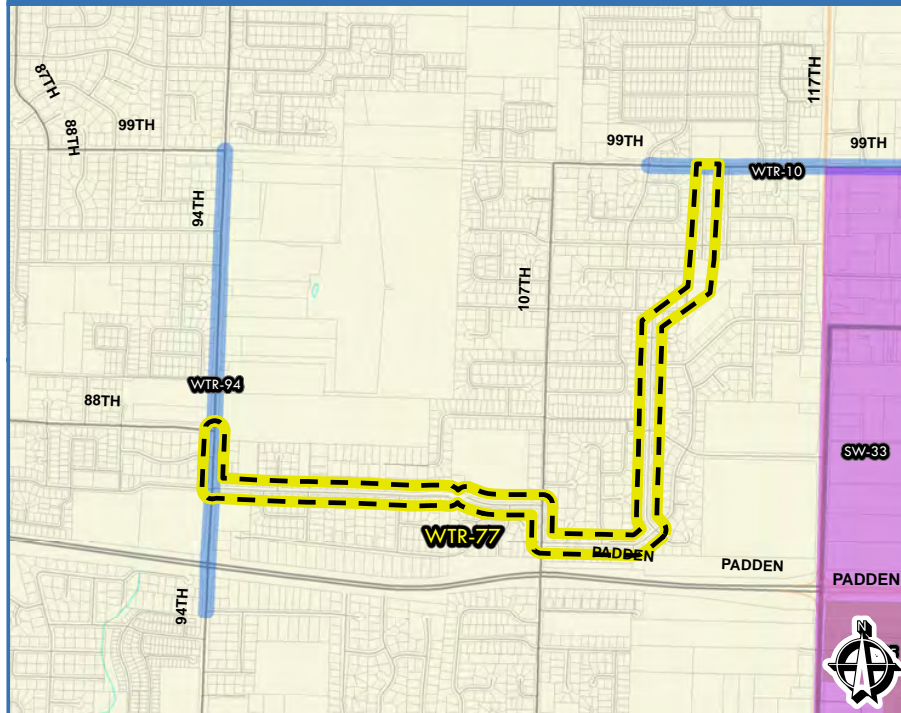 87TH
88TH
99TH
99TH
99TH
117TH
WTR-10
94TH
107TH
WTR-94
88TH
SW-33
WTR-77
PADDEN
PADDEN
PADDEN
94TH
N